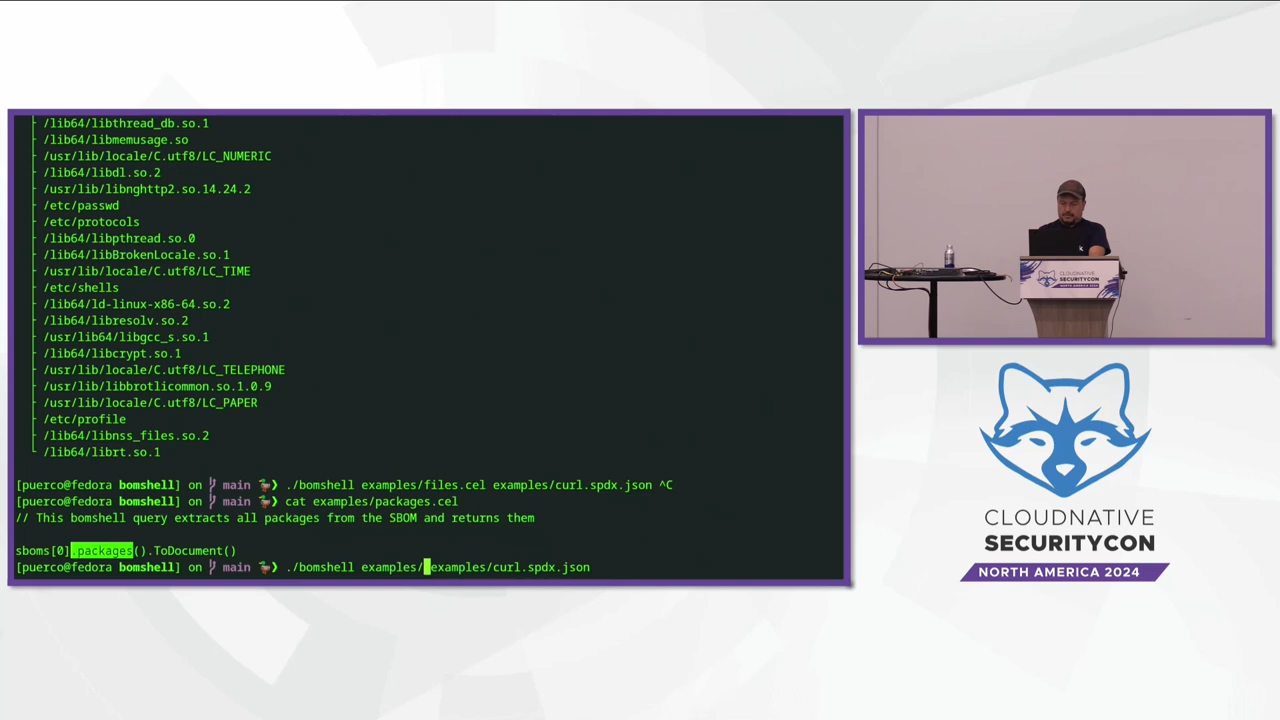 /lib64/libthread_db.so.1
/lib64/libmemusage.so
/usr/lib/locale/C.utf8/LC_NUMERIC
/lib64/libdl.so.2
/usr/lib/libnghttp2.so.14.24.2
/etc/passwd
/etc/protocols
/lib64/libpthread.so.0
/lib64/libBrokenLocale.so.1
/usr/lib/locale/C.utf8/LC_TIME
/etc/shells
/lib64/ld-linux-x86-64.so.2
/lib64/libresolv.so.2
/usr/lib64/libgcc_s.so.1
/lib64/libcrypt.so.1
/usr/lib/locale/C.utf8/LC_TELEPHONE
/usr/lib/libbrotlicommon.so.1.0.9
/usr/lib/locale/C.utf8/LC_PAPER
/etc/profile
/lib64/libnss_files.so.2
/lib64/librt.so.1
[puerco@fedora bomshell] on main ❯ ./bomshell examples/files.cel examples/curl.spdx.json ^C
[puerco@fedora bomshell] on main ❯ cat examples/packages.cel
// This bomshell query extracts all packages from the SBOM and returns them
sboms[0].packages().ToDocument()
[puerco@fedora bomshell] on main ❯ ./bomshell examples/ examples/curl.spdx.json
CLOUDNATIVE
SECURITYCON
NORTH AMERICA 2024
CLOUDNATIVE
SECURITYCON
NORTH AMERICA 2024